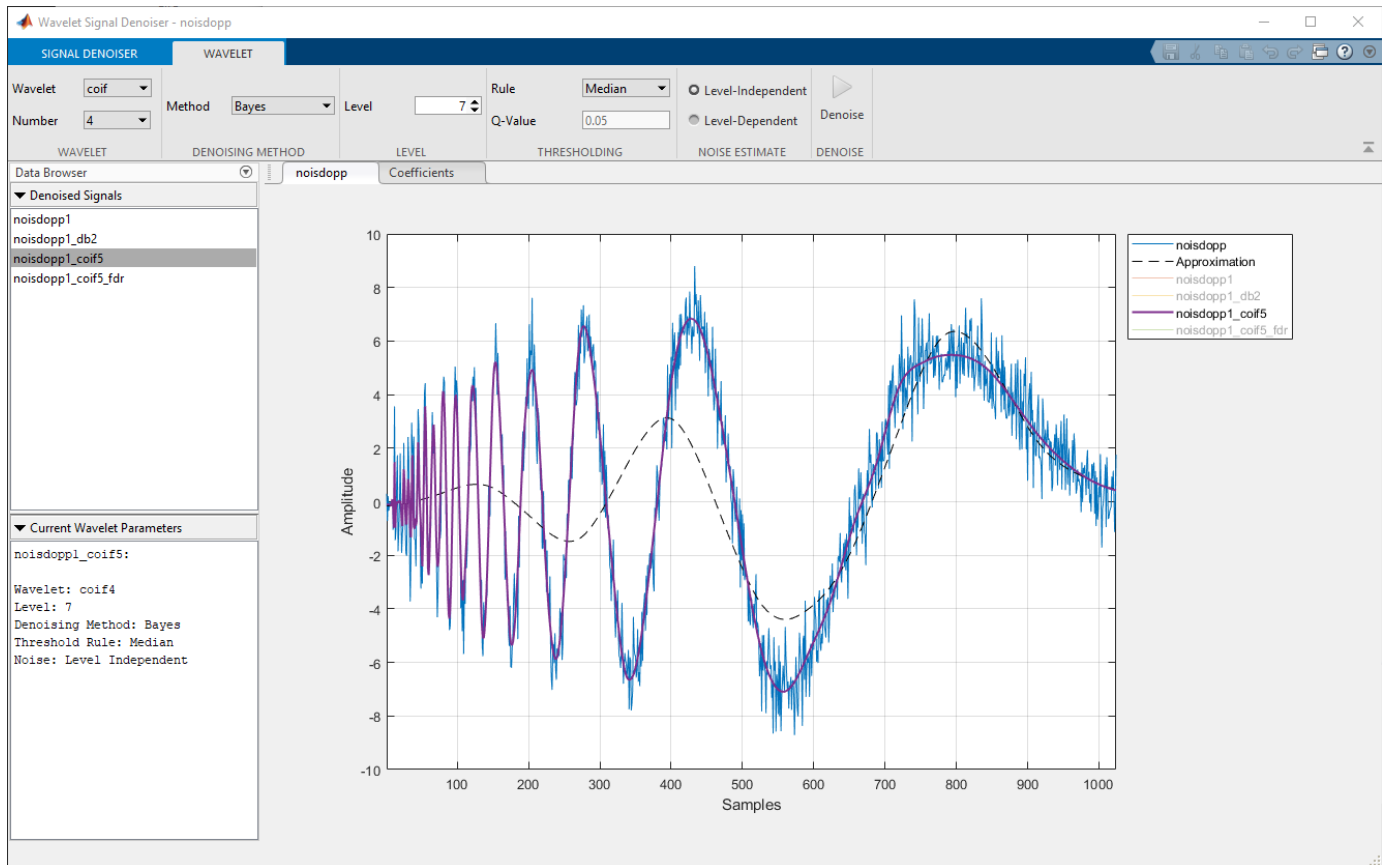 Wavelet Signal Denoiser - noisdopp
SIGNAL DENOISER
WAVELET
Wavelet coif
Number 4
WAVELET
Method Bayes
DENOISING METHOD
Level 7
LEVEL
Rule Median
Q-Value 0.05
THRESHOLDING
Level-Independent
Level-Dependent
NOISE ESTIMATE
Denoise
DENOISE
Data Browser
Denoised Signals
noisdopp1
noisdopp1_db2
noisdopp1_coif5
noisdopp1_coif5_fdr
Current Wavelet Parameters
noisdopp1_coif5:
Wavelet: coif4
Level: 7
Denoising Method: Bayes
Threshold Rule: Median
Noise: Level Independent
noisdopp
Coefficients
10
8
6
4
2
0
-2
-4
-6
-8
-10
Amplitude
100 200 300 400 500 600 700 800 900 1000
Samples
noisdopp
Approximation
noisdopp1
noisdopp1_db2
noisdopp1_coif5
noisdopp1_coif5_fdr